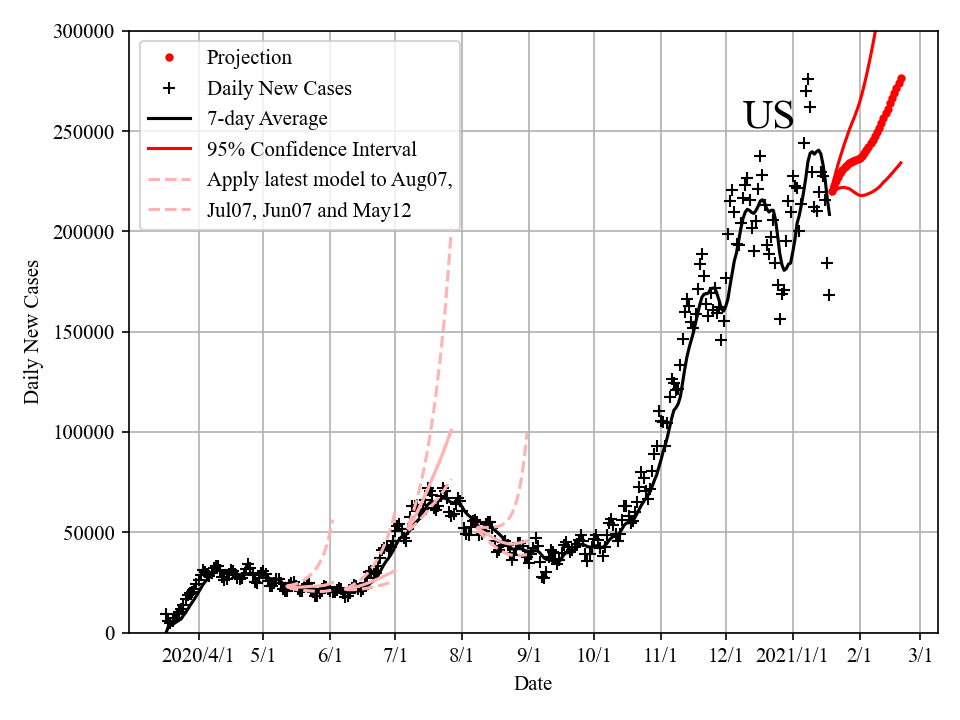 300000
250000
200000
150000
100000
50000
0
Daily New Cases
Projection
Daily New Cases
7-day Average
95% Confidence Interval
Apply latest model to Aug07,
Jul07, Jun07 and May12
US
2020/4/1 5/1 6/1 7/1 8/1 9/1 10/1 11/1 12/1 2021/1/1 2/1 3/1
Date